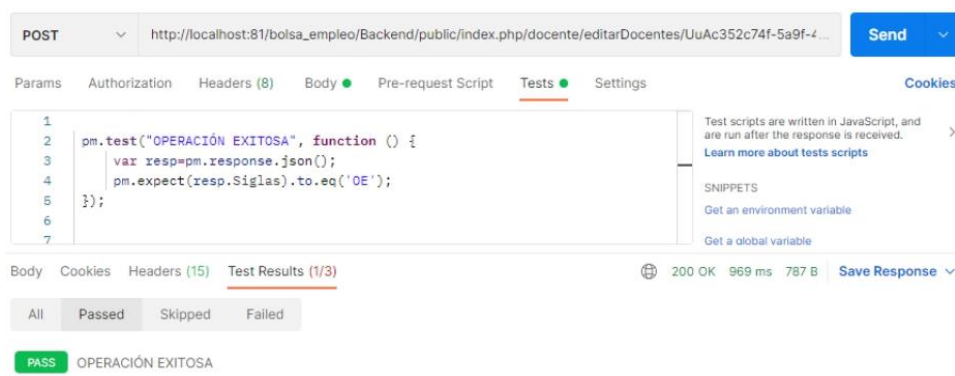 POST http://localhost:81/bolsa_empleo/Backend/public/index.php/docente/editarDocentes/UuAc352c74f-5a9f-4... Send
Params Authorization Headers (8) Body Pre-request Script Tests Settings Cookies
1
2 pm.test("OPERACIÓN EXITOSA", function () {
3 var resp=pm.response.json();
4 pm.expect(resp.Siglas).to.eq('OE');
5 });
6
7
Test scripts are written in JavaScript, and
are run after the response is received.
Learn more about tests scripts
SNIPPETS
Get an environment variable
Get a global variable
Body Cookies Headers (15) Test Results (1/3) 200 OK 969 ms 787 B Save Response
All Passed Skipped Failed
PASS OPERACIÓN EXITOSA